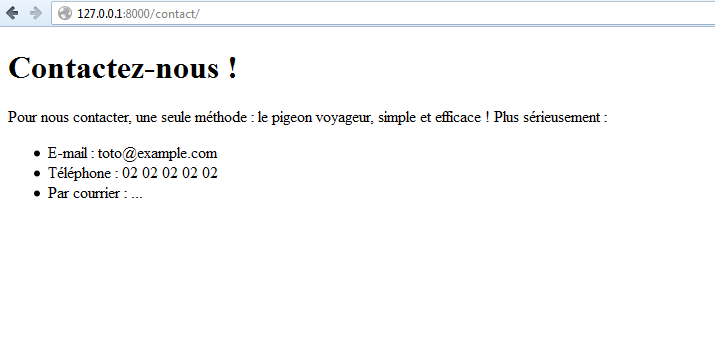 127.0.0.1:8000/contact/
Contactez-nous !
Pour nous contacter, une seule méthode : le pigeon voyageur, simple et efficace ! Plus sérieusement :
• E-mail : toto@example.com
• Téléphone : 02 02 02 02 02
• Par courrier : ...